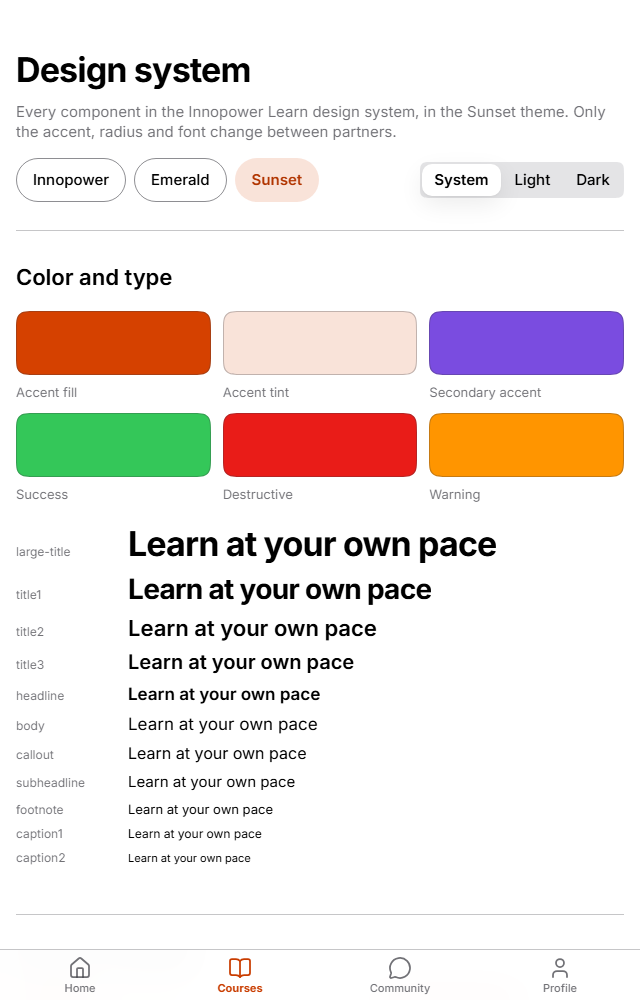 Design system
Every component in the Innopower Learn design system, in the Sunset theme. Only
the accent, radius and font change between partners.
Innopower
Emerald
Sunset
System
Light
Dark
Color and type
Accent fill
Accent tint
Secondary accent
Success
Destructive
Warning
large-title
Learn at your own pace
title1
Learn at your own pace
title2
Learn at your own pace
title3
Learn at your own pace
headline
Learn at your own pace
body
Learn at your own pace
callout
Learn at your own pace
subheadline
Learn at your own pace
footnote
Learn at your own pace
caption1
Learn at your own pace
caption2
Learn at your own pace
Home
Courses
Community
Profile